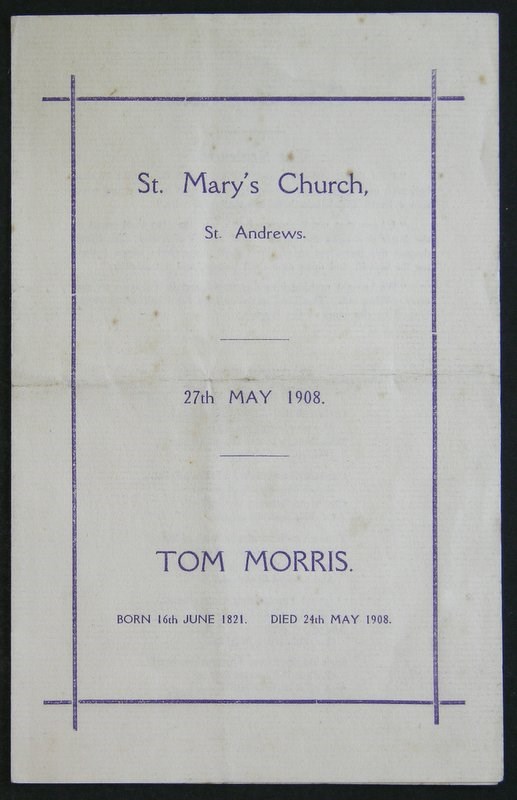 St. Mary's Church,
St. Andrews.
27th MAY 1908.
TOM MORRIS.
BORN 16th JUNE 1821. DIED 24th MAY 1908.